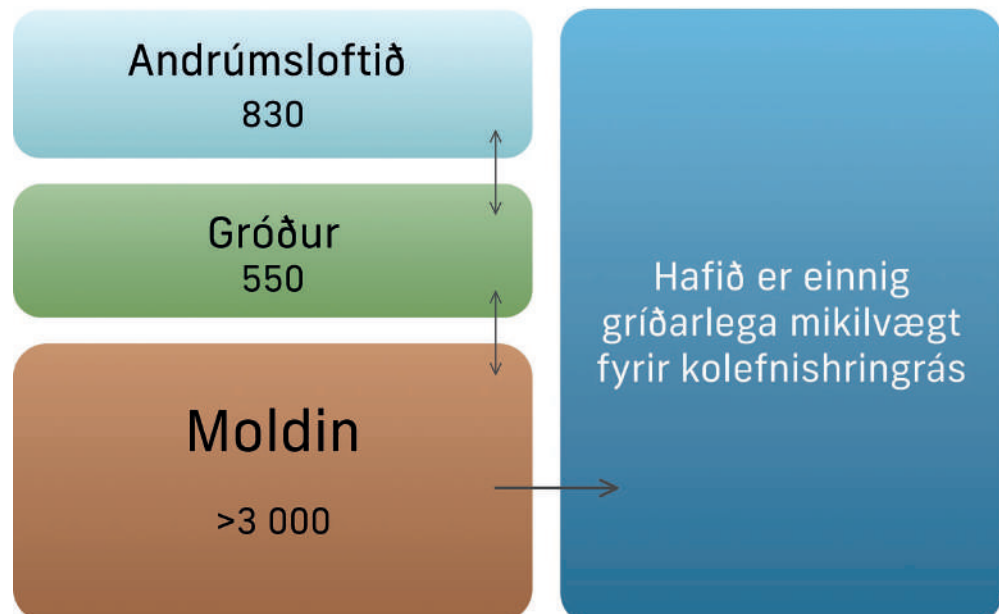 Andrúmsloftið
830
Gróður
550
Moldin
>3 000
Hafið er einnig
gríðarlega mikilvægt
fyrir kolefnishringrás